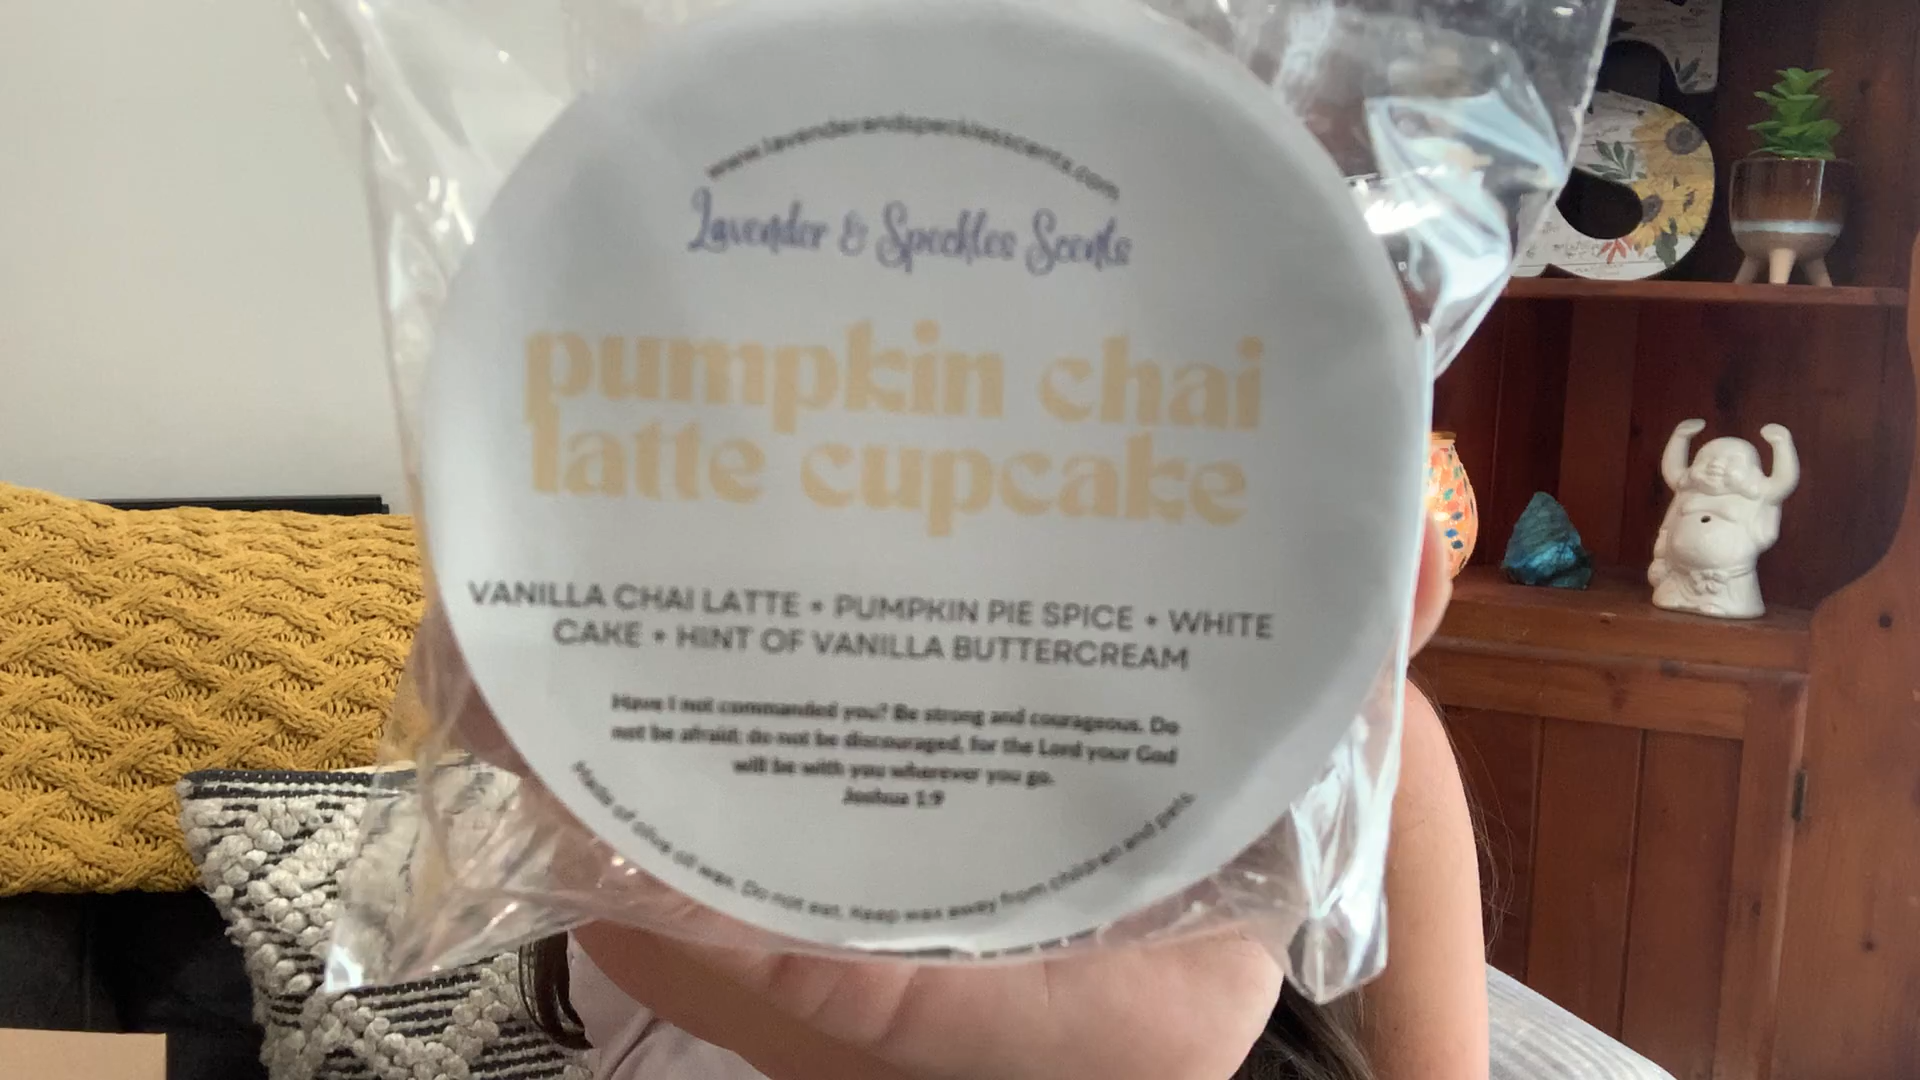 www.lavenderandspecklesscents.com
Lavender & Speckles Scents
pumpkin chai
latte cupcake
VANILLA CHAI LATTE • PUMPKIN PIE SPICE • WHITE
CAKE • HINT OF VANILLA BUTTERCREAM
Have I not commanded you? Be strong and courageous. Do
not be afraid; do not be discouraged, for the Lord your God
will be with you wherever you go.
Joshua 1:9
Made of olive oil wax. Do not eat. Keep wax away from children and pets.